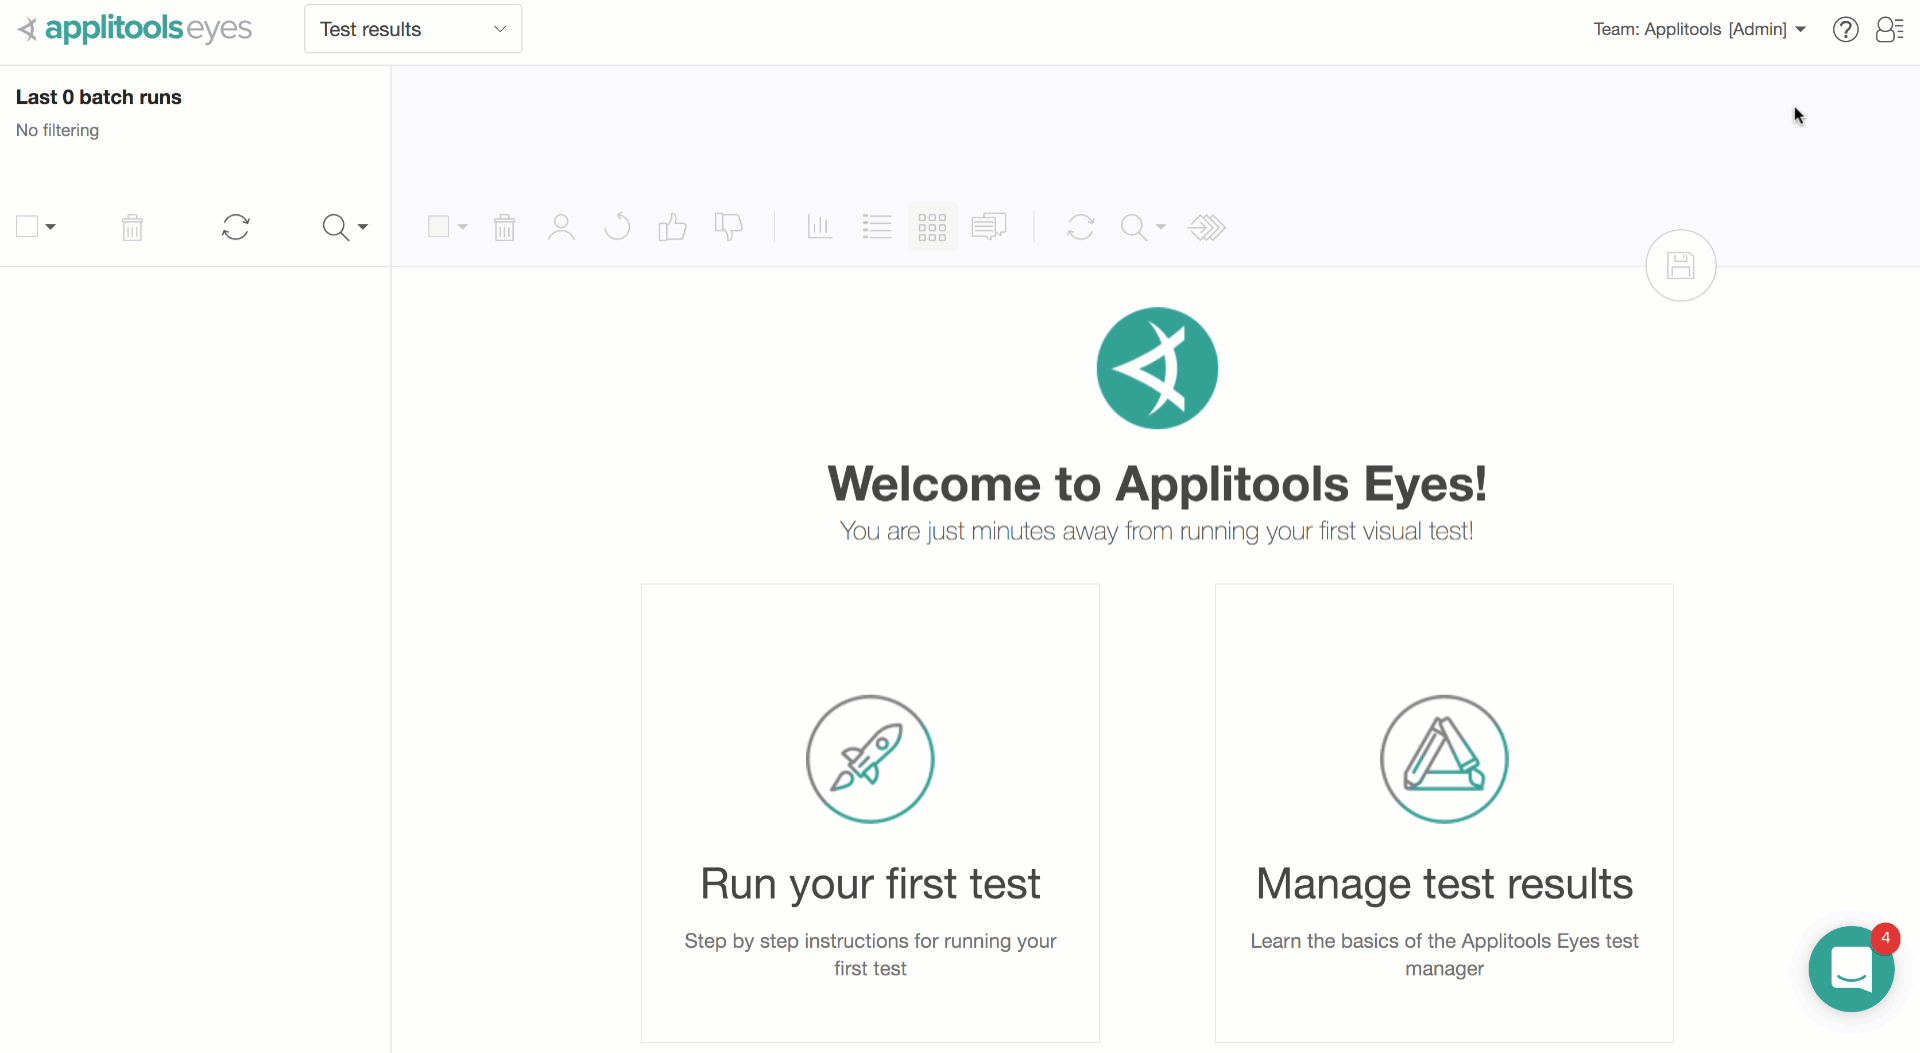 applitools eyes
Test results
Team: Applitools [Admin]
Last 0 batch runs
No filtering
Welcome to Applitools Eyes!
You are just minutes away from running your first visual test!
Run your first test
Step by step instructions for running your
first test
Manage test results
Learn the basics of the Applitools Eyes test
manager
4